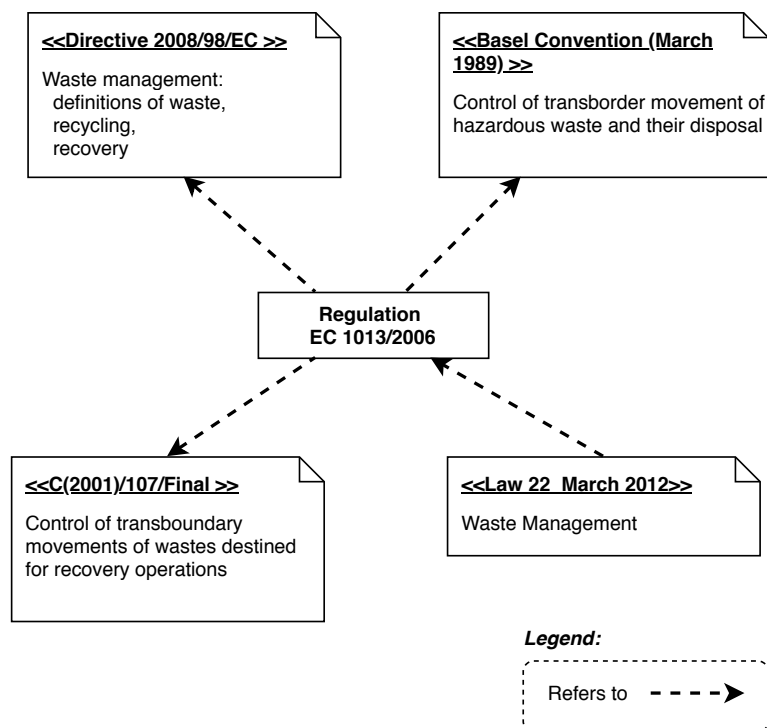 <<Directive 2008/98/EC >>
Waste management:
definitions of waste,
recycling,
recovery
<<Basel Convention (March
1989) >>
Control of transborder movement of
hazardous waste and their disposal
Regulation
EC 1013/2006
<<C(2001)/107/Final >>
Control of transboundary
movements of wastes destined
for recovery operations
<<Law 22 March 2012>>
Waste Management
Legend:
Refers to